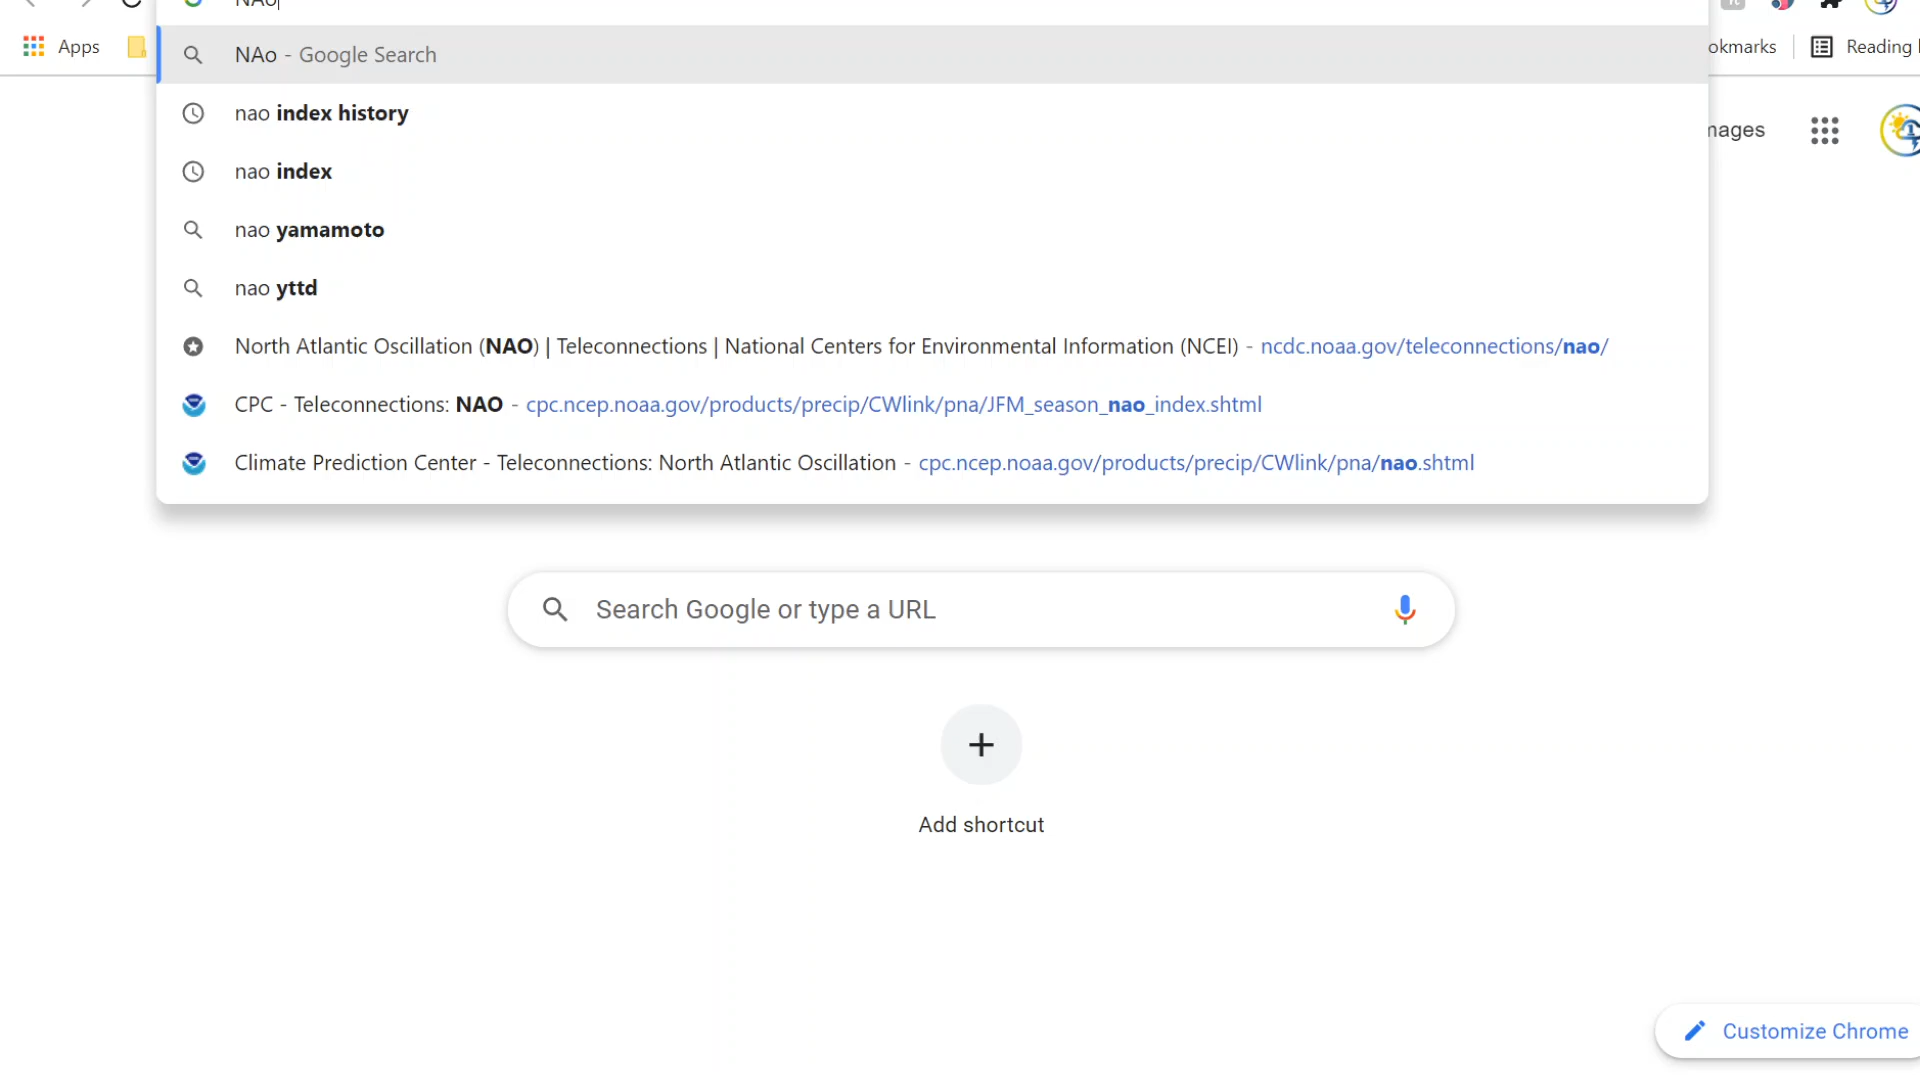 NAo
Apps
okmarks
Reading
NAo - Google Search
nao index history
mages
nao index
nao yamamoto
nao yttd
North Atlantic Oscillation (NAO) | Teleconnections | National Centers for Environmental Information (NCEI) - ncdc.noaa.gov/teleconnections/nao/
CPC - Teleconnections: NAO - cpc.ncep.noaa.gov/products/precip/CWlink/pna/JFM_season_nao_index.shtml
Climate Prediction Center - Teleconnections: North Atlantic Oscillation - cpc.ncep.noaa.gov/products/precip/CWlink/pna/nao.shtml
Search Google or type a URL
Add shortcut
Customize Chrome